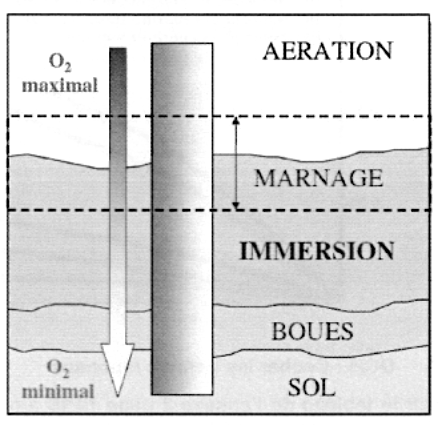 AERATION
O2
maximal
MARNAGE
IMMERSION
BOUES
O2
minimal
SOL